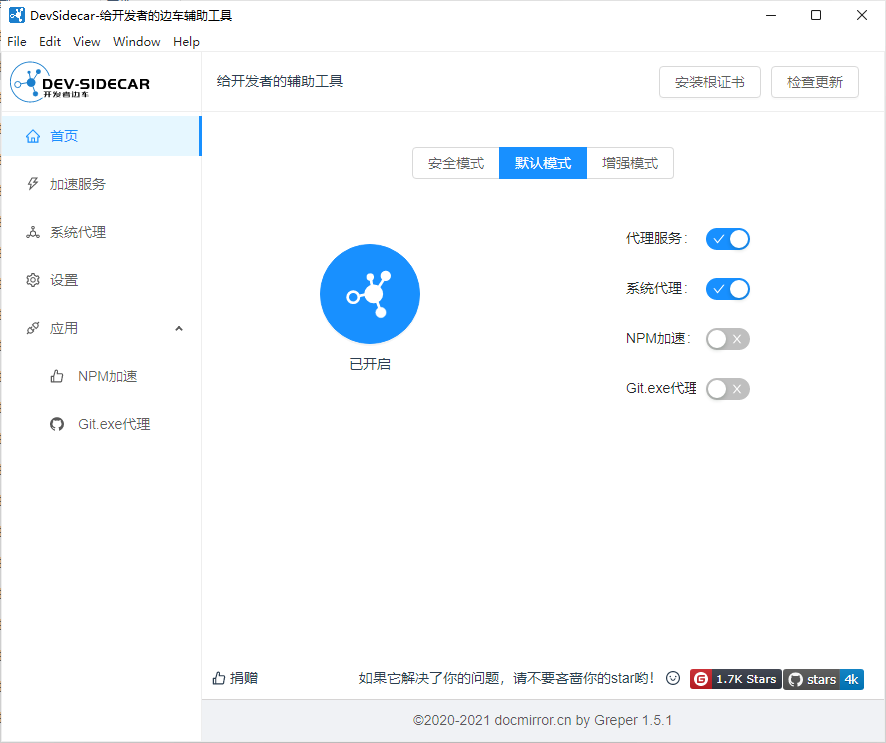 DevSidecar-给开发者的边车辅助工具
File Edit View Window Help
DEV-SIDECAR
开发者边车
给开发者的辅助工具
安装根证书
检查更新
首页
加速服务
系统代理
设置
应用
NPM加速
Git.exe代理
安全模式
默认模式
增强模式
已开启
代理服务:
系统代理:
NPM加速:
Git.exe代理
捐赠
如果它解决了你的问题，请不要吝啬你的star哟！
G 1.7K Stars
stars 4k
©2020-2021 docmirror.cn by Greper 1.5.1